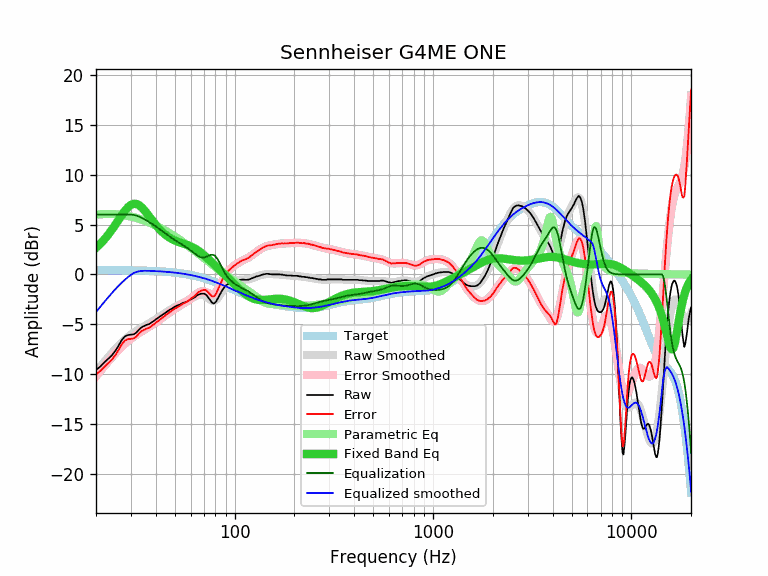 Sennheiser G4ME ONE
Amplitude (dBr)
20
15
10
5
0
−5
−10
−15
−20
Target
Raw Smoothed
Error Smoothed
Raw
Error
Parametric Eq
Fixed Band Eq
Equalization
Equalized smoothed
100
1000
10000
Frequency (Hz)